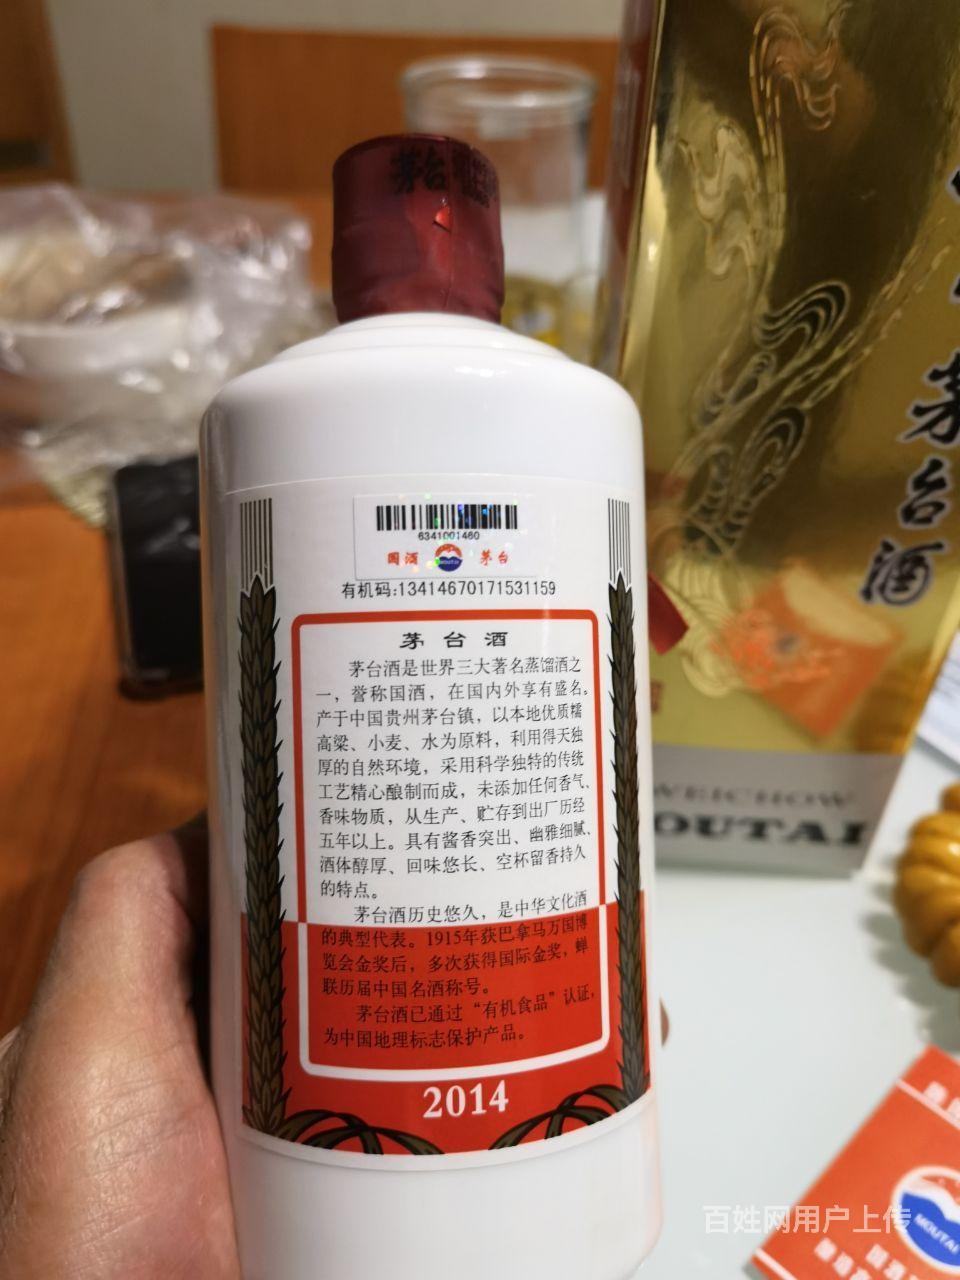 茅台
6341001460
国酒
MOUTAI
茅台
有机码:13414670171531159
茅台酒
茅台酒是世界三大著名蒸馏酒之
一，誉称国酒，在国内外享有盛名。
产于中国贵州茅台镇，以本地优质糯
高粱、小麦、水为原料，利用得天独
厚的自然环境，采用科学独特的传统
工艺精心酿制而成，未添加任何香气、
香味物质，从生产、贮存到出厂历经
五年以上。具有酱香突出、幽雅细腻、
酒体醇厚、回味悠长、空杯留香持久
的特点。
茅台酒历史悠久，是中华文化酒
的典型代表。1915年获巴拿马万国博
览会金奖后，多次获得国际金奖，蝉
联历届中国名酒称号。
茅台酒已通过“有机食品”认证，
为中国地理标志保护产品。
2014
茅台酒
WEICHOW
OUTAI
MOUTAI
国酒
百姓网用户上传